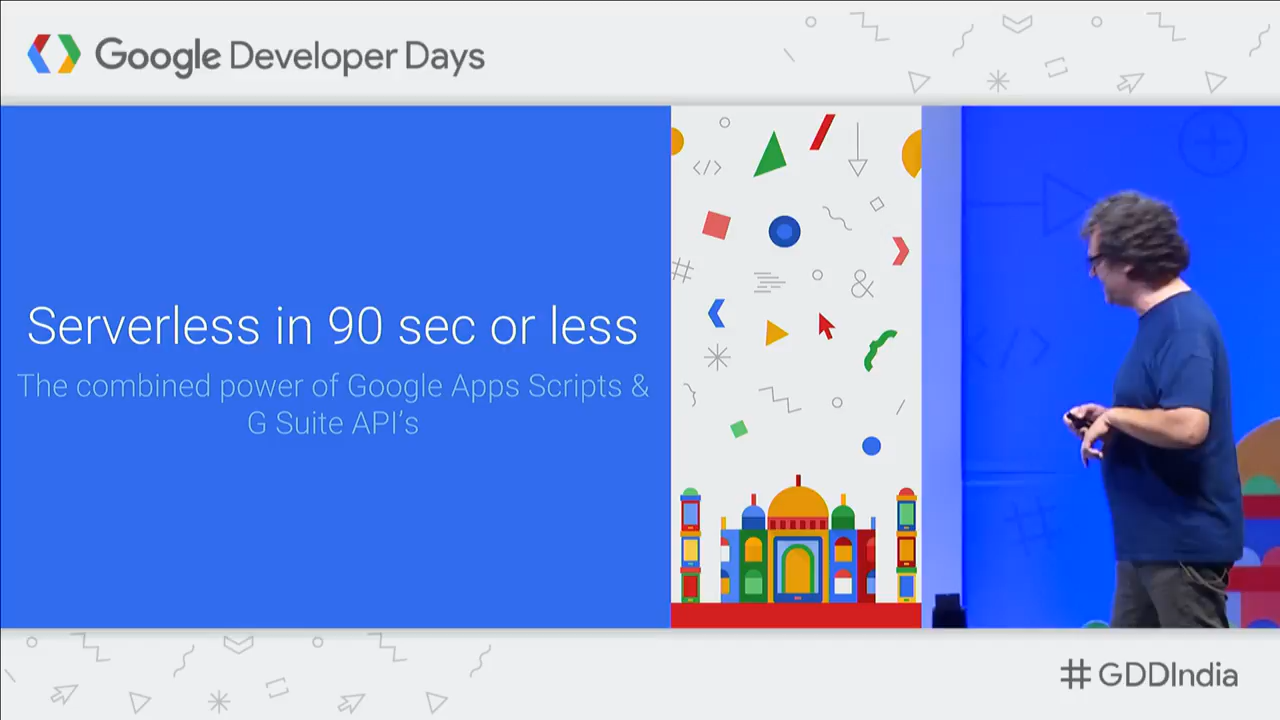 Google Developer Days
Serverless in 90 sec or less
The combined power of Google Apps Scripts &
G Suite API's
#GDDIndia